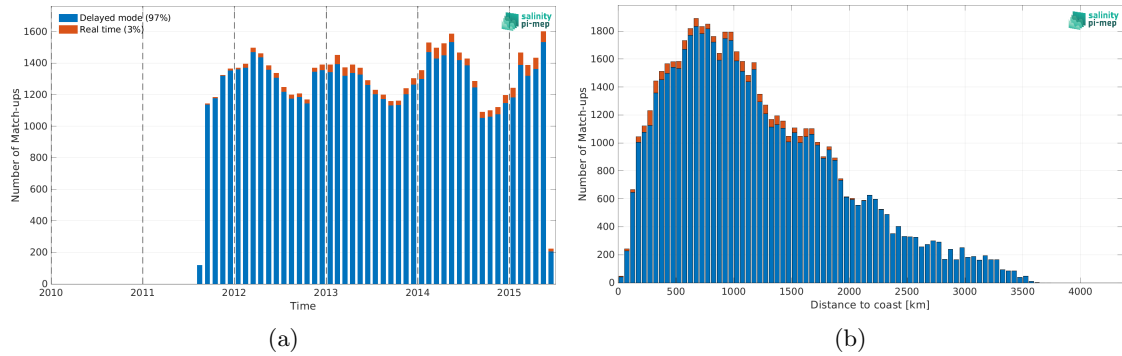 Delayed mode (97%)
Real time (3%)
salinity
pi-mep
1600
1400
1200
1000
800
600
400
200
0
Number of Match-ups
2010
2011
2012
2013
2014
2015
Time
(a)
salinity
pi-mep
1800
1600
1400
1200
1000
800
600
400
200
0
Number of Match-ups
0
500
1000
1500
2000
2500
3000
3500
4000
Distance to coast [km]
(b)